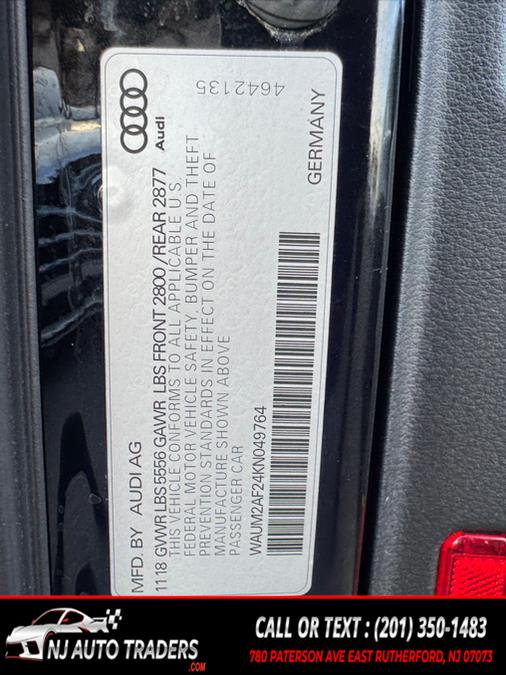 Audi
4642135
MFD. BY AUDI AG
11 18 GVWR LBS 5556 GAWR LBS FRONT 2800 / REAR 2877
THIS VEHICLE CONFORMS TO ALL APPLICABLE U.S.
FEDERAL MOTOR VEHICLE SAFETY, BUMPER AND THEFT
PREVENTION STANDARDS IN EFFECT ON THE DATE OF
MANUFACTURE SHOWN ABOVE
PASSENGER CAR
WAUM2AF24KN049764
GERMANY
NJ AUTO TRADERS
.COM
CALL OR TEXT : (201) 350-1483
780 PATERSON AVE EAST RUTHERFORD, NJ 07073